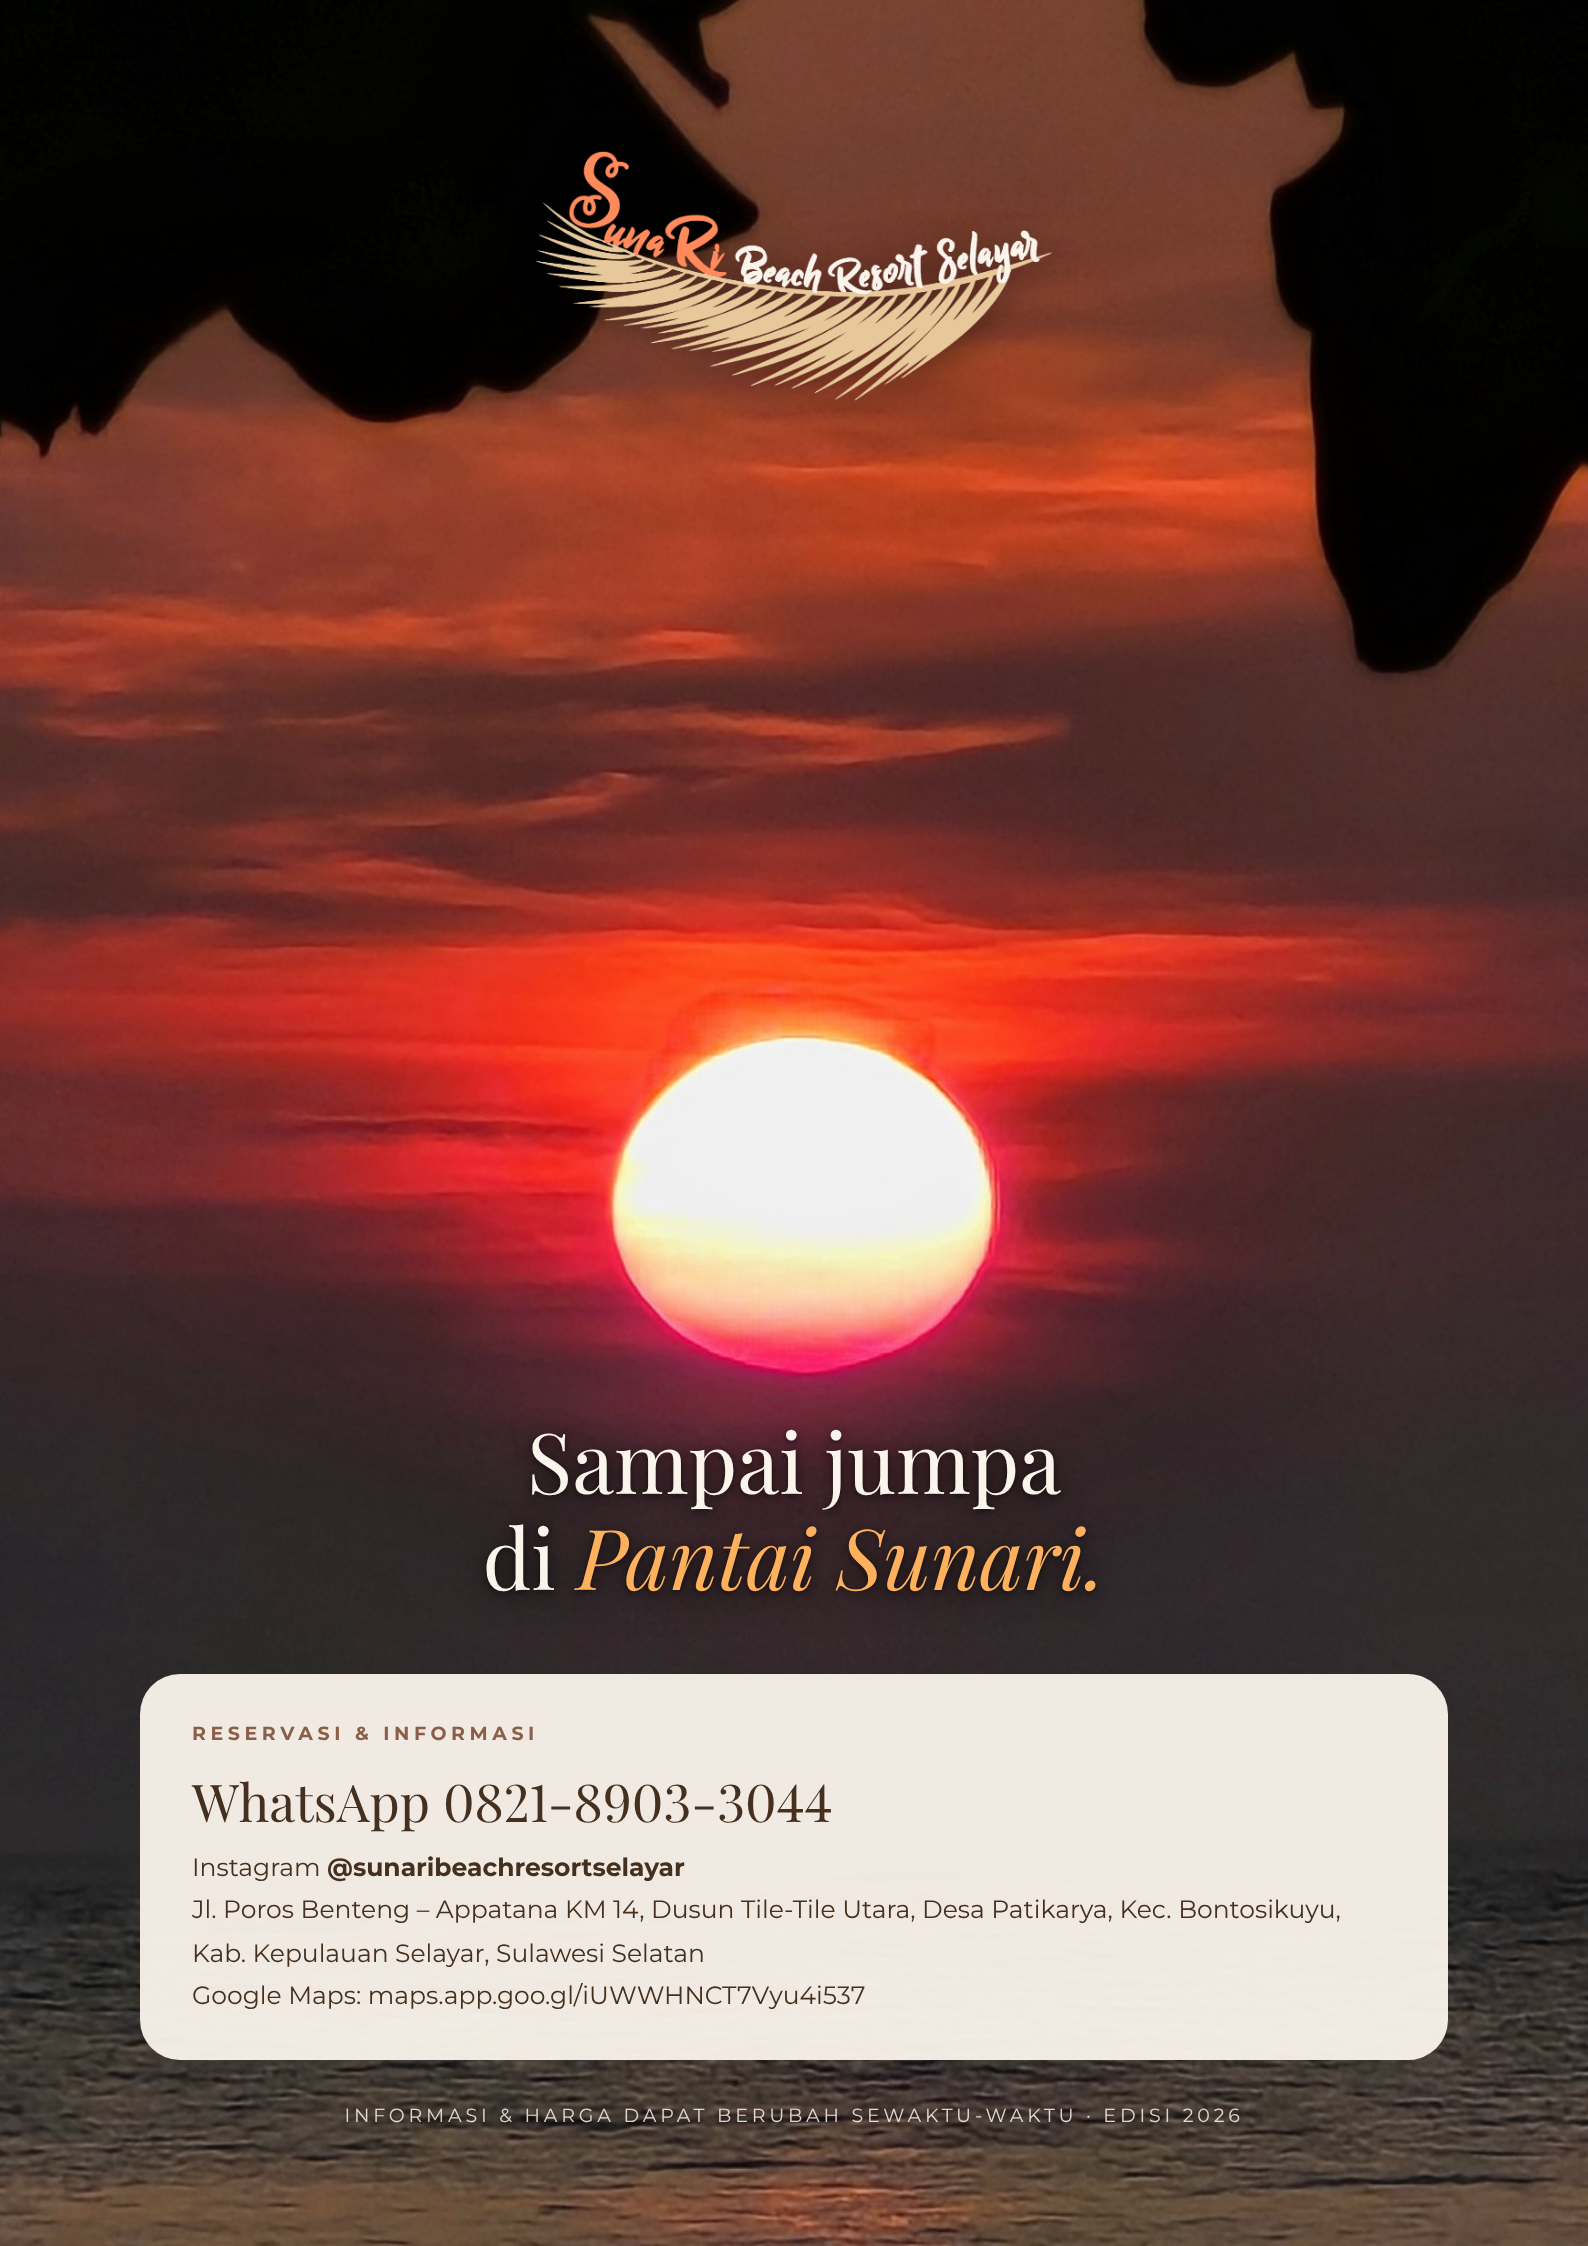 SunaRi Beach Resort Selayar
Sampai jumpa
di Pantai Sunari.
RESERVASI & INFORMASI
WhatsApp 0821-8903-3044
Instagram @sunaribeachresortselayar
Jl. Poros Benteng – Appatana KM 14, Dusun Tile-Tile Utara, Desa Patikarya, Kec. Bontosikuyu,
Kab. Kepulauan Selayar, Sulawesi Selatan
Google Maps: maps.app.goo.gl/iUWWHNCT7Vyu4i537
INFORMASI & HARGA DAPAT BERUBAH SEWAKTU-WAKTU · EDISI 2026